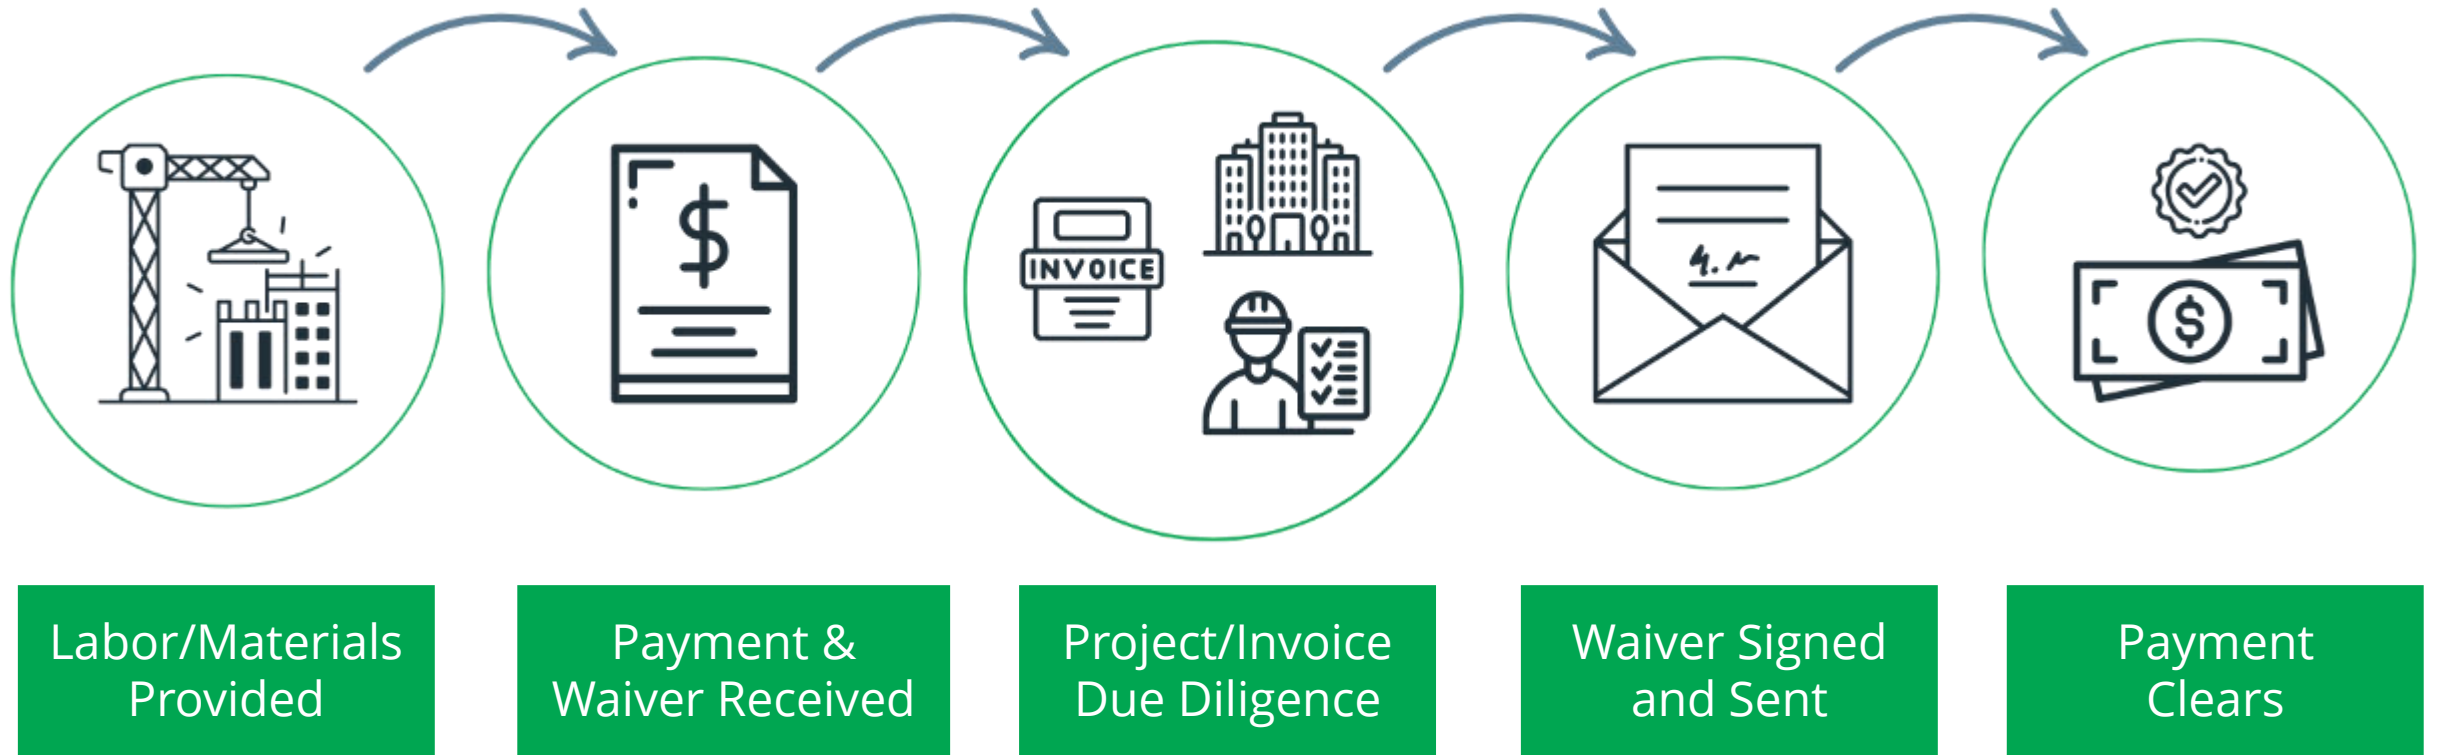 INVOICE
$
$
Labor/Materials
Provided
Payment &
Waiver Received
Project/Invoice
Due Diligence
Waiver Signed
and Sent
Payment
Clears